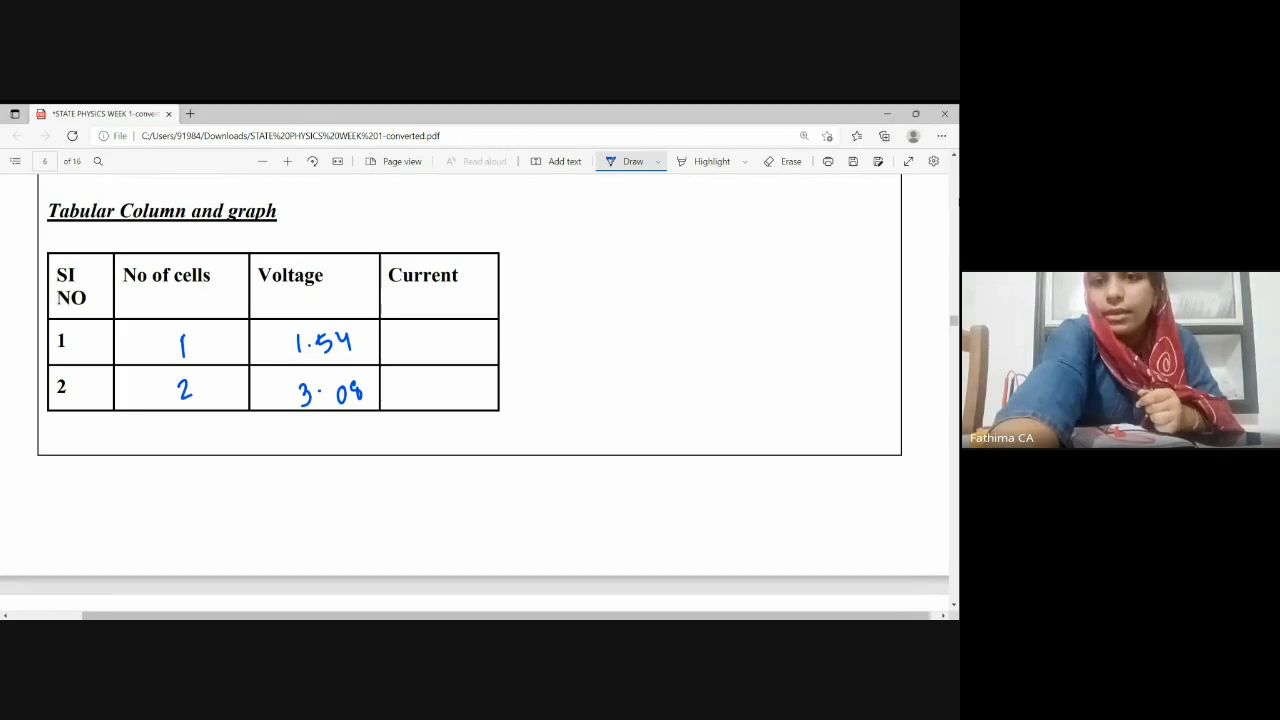 *STATE PHYSICS WEEK 1-convert
File C:/Users/91984/Downloads/STATE%20PHYSICS%20WEEK%201-converted.pdf
6 of 16 Page view Read aloud Add text Draw Highlight Erase
Tabular Column and graph
SI NO No of cells Voltage Current
1 1 1.54
2 2 3.08
Fathima CA